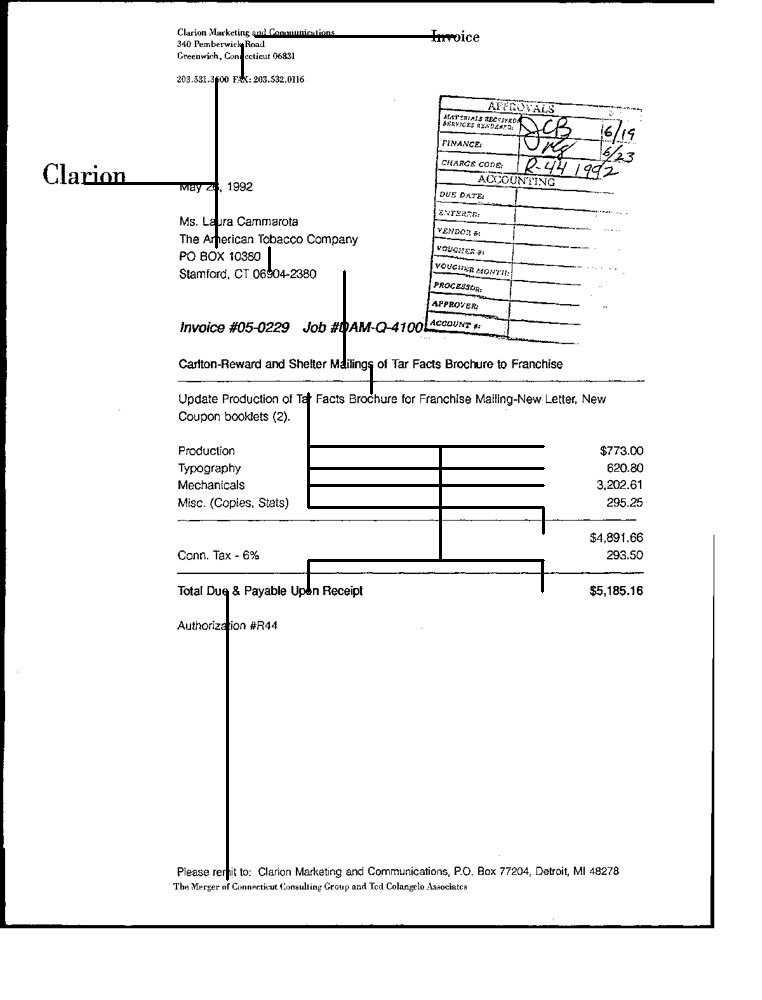 Clarion Marketing and Communications
340 Pemberwick Road
Greenwich, Connecticut 06831
203.531.3600 FAX: 203.532.0116
Invoice
Clarion
APPROVALS
MATERIALS RECEIVED/
SERVICES RENDERED: JCB 6/19
FINANCE: 6/23
CHARGE CODE: R-44 1992
ACCOUNTING
DUE DATE:
ENTERED:
VENDOR #:
VOUCHER #:
VOUCHER MONTH:
PROCESSOR:
APPROVER:
ACCOUNT #:
May 1992
Ms. Laura Cammarota
The American Tobacco Company
PO BOX 10380
Stamford, CT 06904-2380
Invoice #05-0229 Job #DAM-Q-4100
Carlton-Reward and Shelter Mailings of Tar Facts Brochure to Franchise
Update Production of Tar Facts Brochure for Franchise Mailing-New Letter, New
Coupon booklets (2).
Production $773.00
Typography 620.80
Mechanicals 3,202.61
Misc. (Copies, Stats) 295.25
$4,891.66
Conn. Tax - 6% 293.50
Total Due & Payable Upon Receipt $5,185.16
Authorization #R44
Please remit to: Clarion Marketing and Communications, P.O. Box 77204, Detroit, MI 48278
The Merger of Connecticut Consulting Group and Ted Colangelo Associates